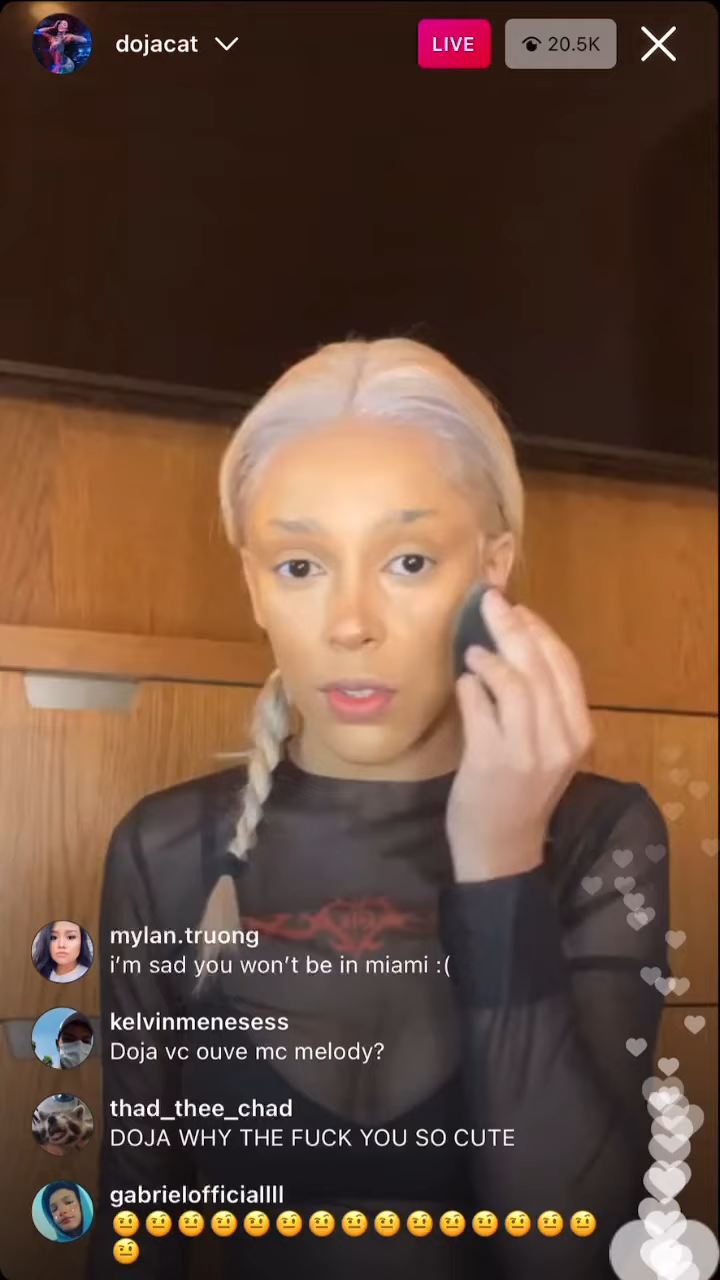 dojacat
LIVE
20.5K
mylan.truong
i'm sad you won't be in miami :(
kelvinmenesess
Doja vc ouve mc melody?
thad_thee_chad
DOJA WHY THE FUCK YOU SO CUTE
gabrielofficiallll
🤨🤨🤨🤨🤨🤨🤨🤨🤨🤨🤨🤨🤨🤨🤨
🤨